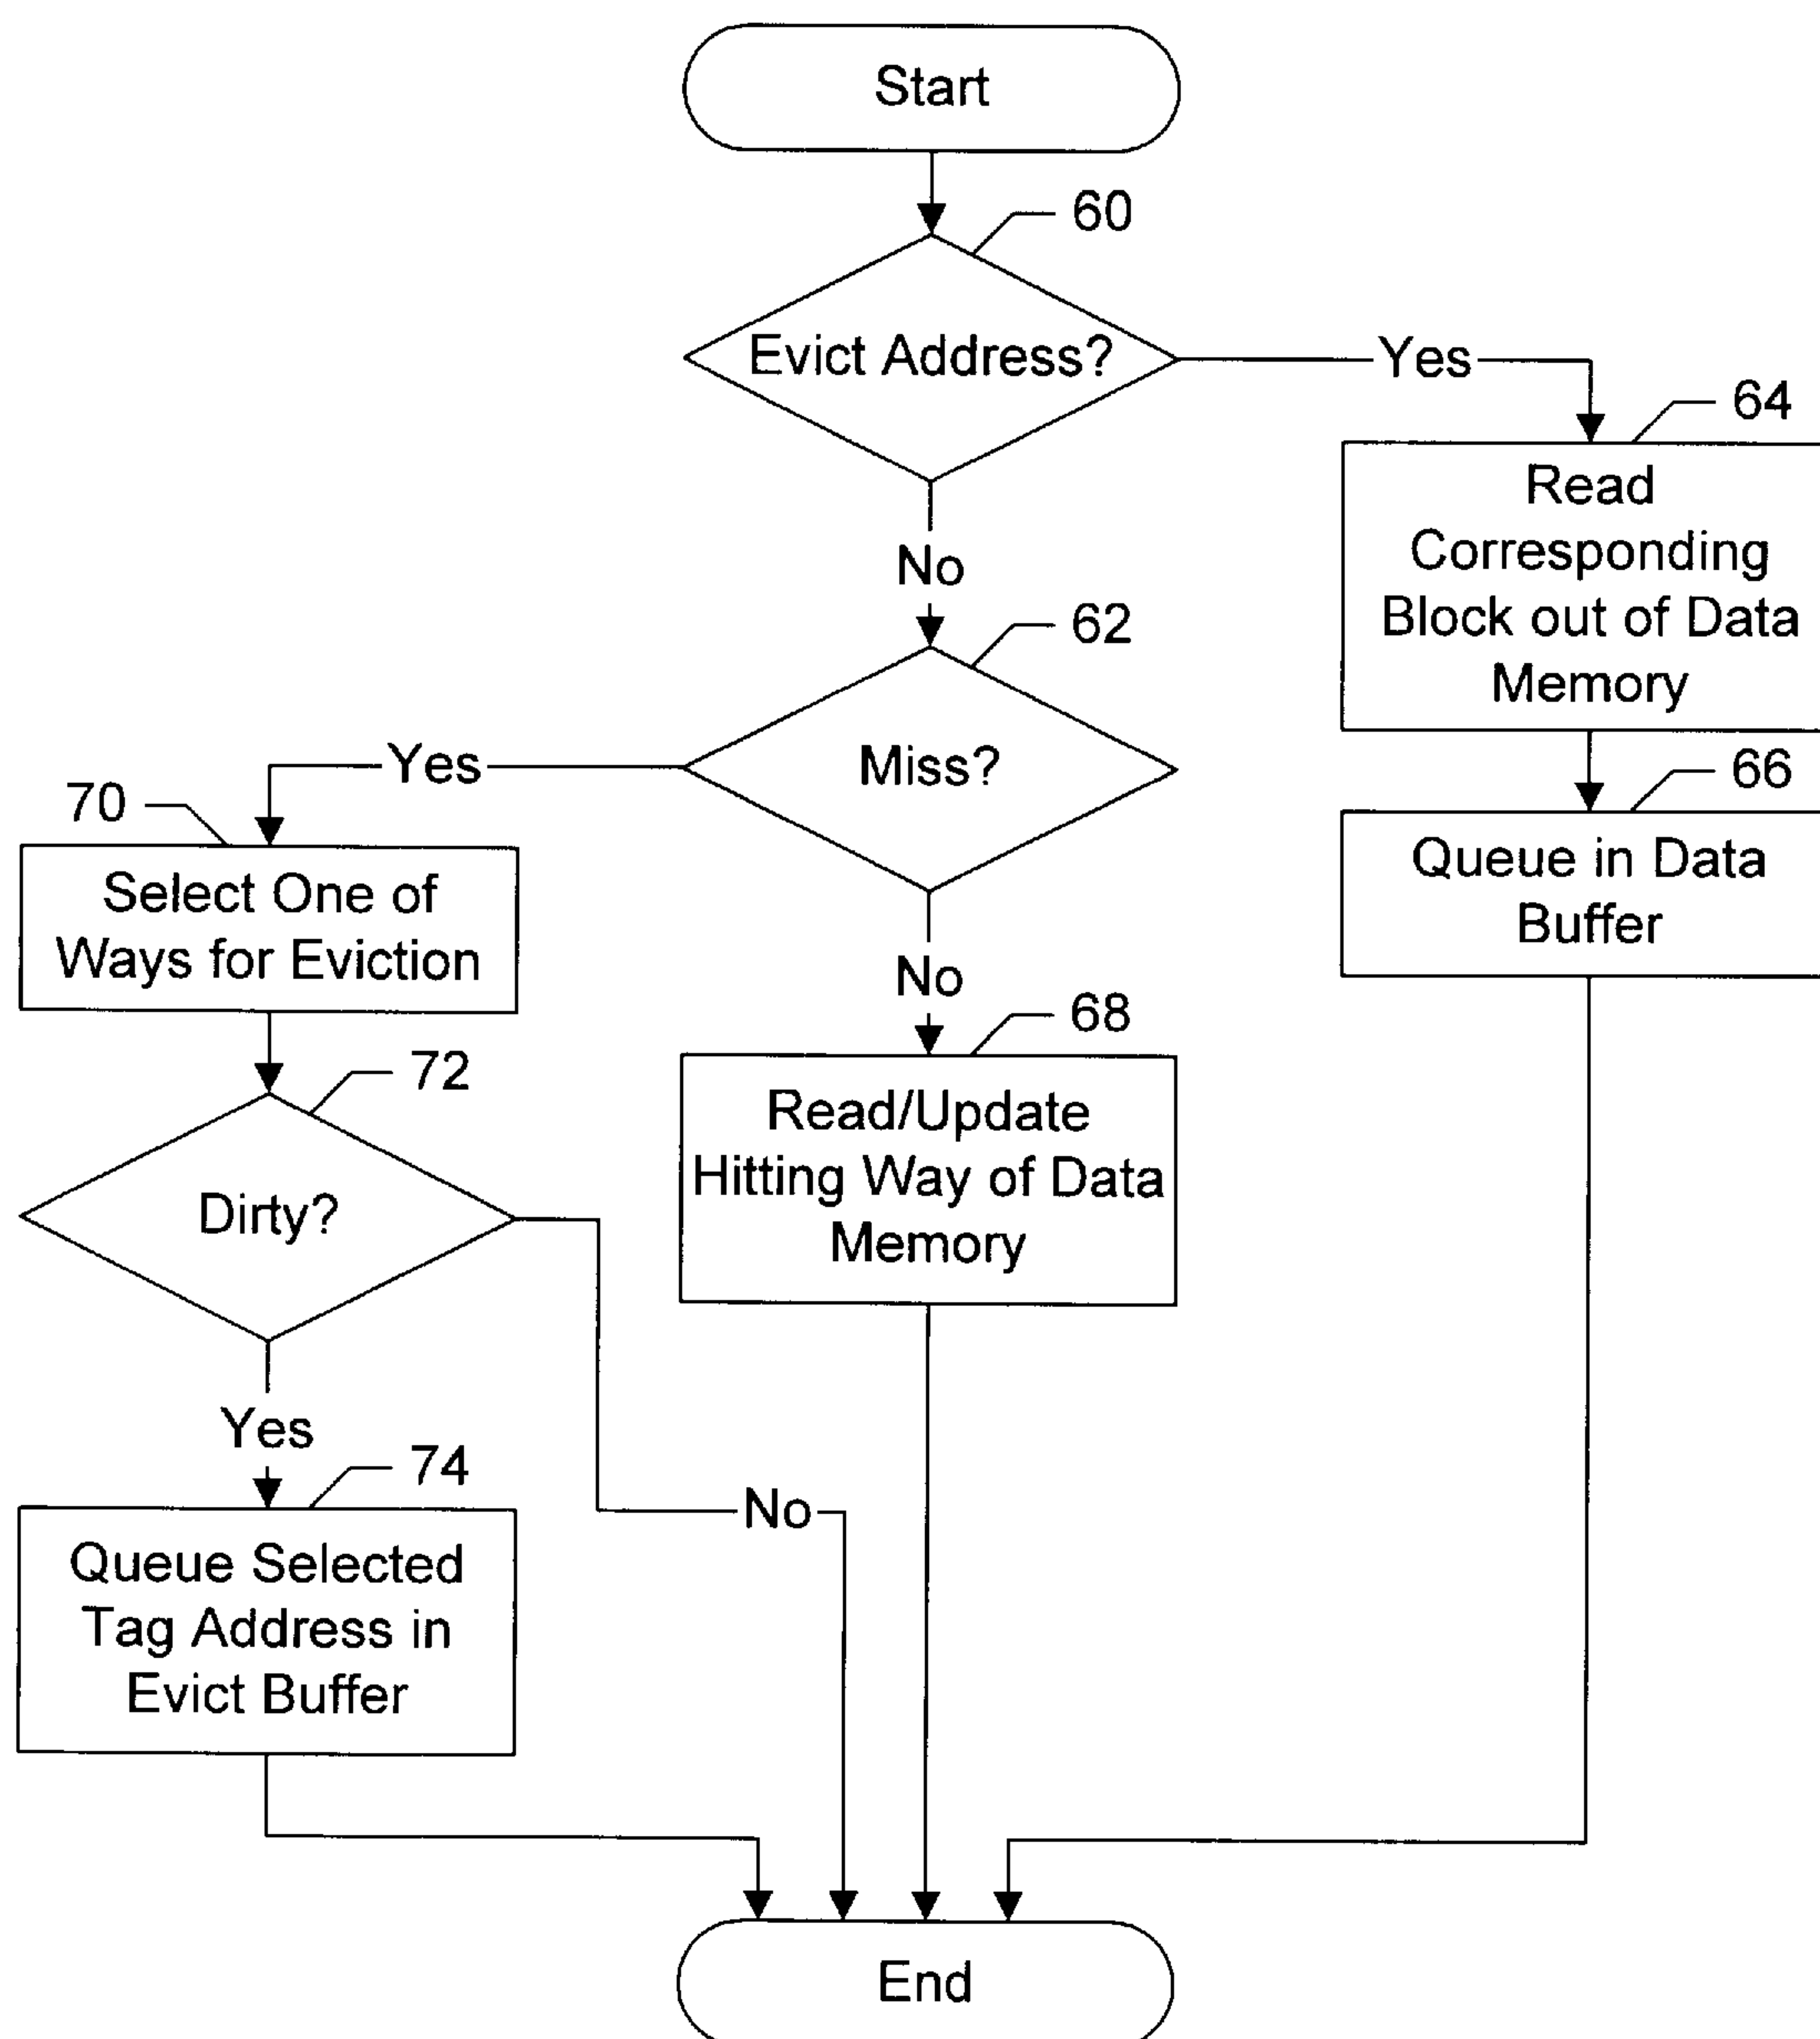 Start
60
Evict Address?
Yes
64
Read
Corresponding
Block out of Data
Memory
No
62
Miss?
Yes
66
Queue in Data
Buffer
70
Select One of
Ways for Eviction
No
68
Read/Update
Hitting Way of Data
Memory
72
Dirty?
Yes
No
74
Queue Selected
Tag Address in
Evict Buffer
End